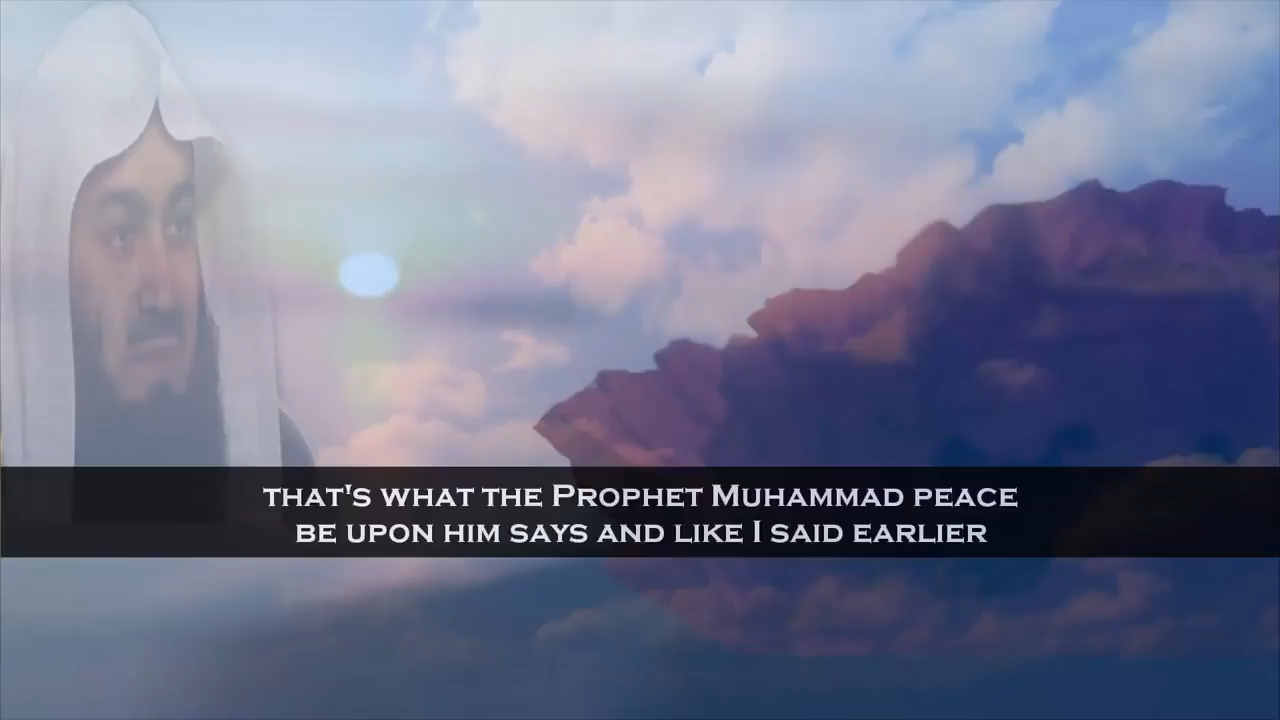 THAT'S WHAT THE PROPHET MUHAMMAD PEACE
BE UPON HIM SAYS AND LIKE I SAID EARLIER